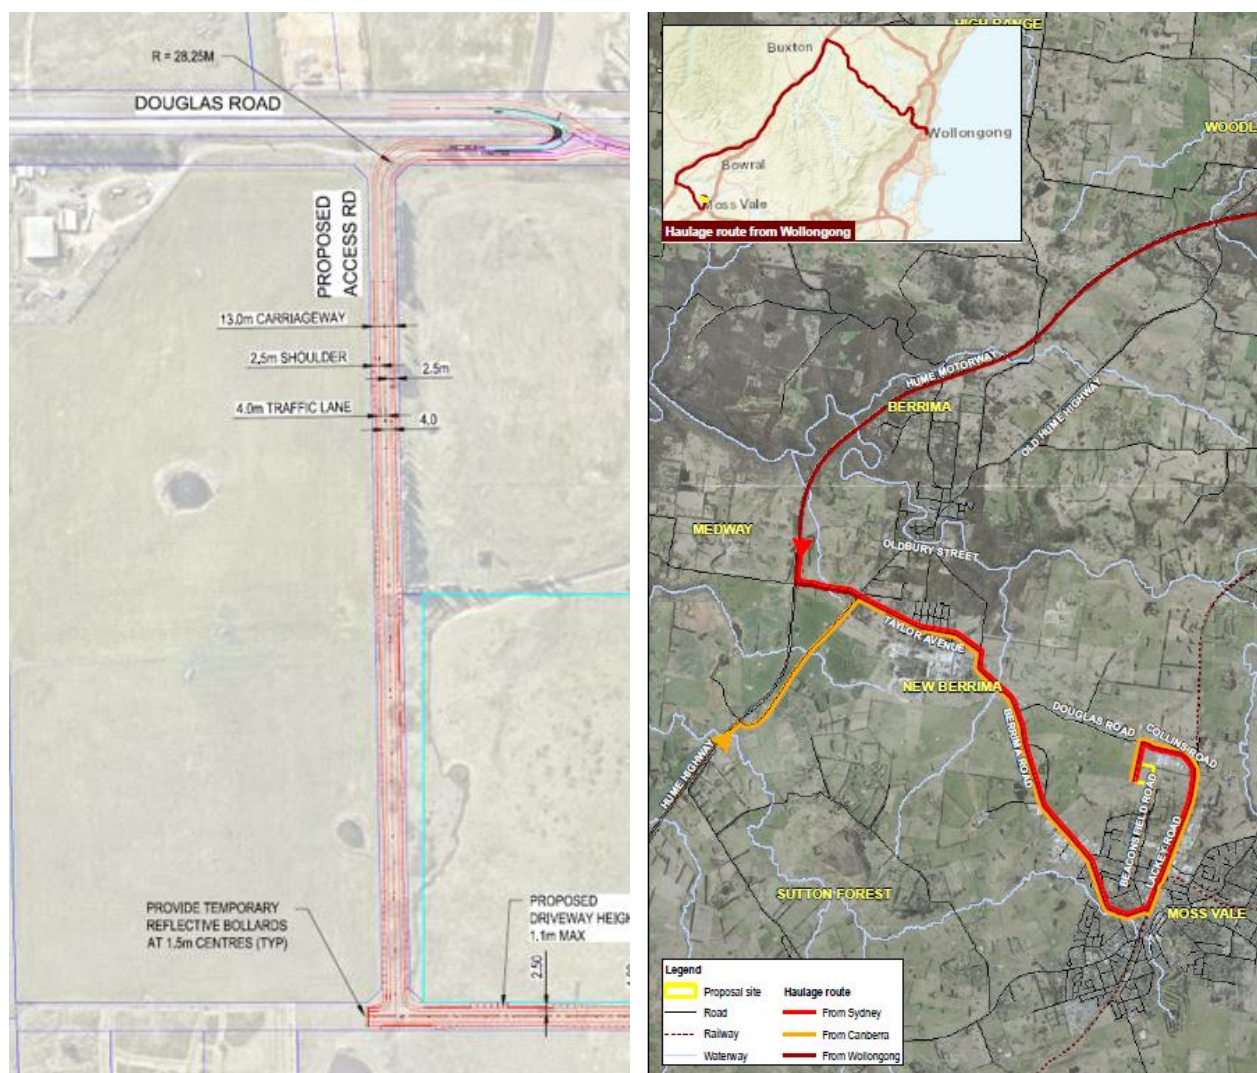 R = 28.25M
DOUGLAS ROAD
PROPOSED
ACCESS RD
13.0m CARRIAGEWAY
2.5m SHOULDER
2.5m
4.0m TRAFFIC LANE
4.0
PROVIDE TEMPORARY
REFLECTIVE BOLLARDS
AT 1.5m CENTRES (TYP)
PROPOSED
DRIVEWAY HEIG
1.1m MAX
2.50
HIGH RANGE
Buxton
Wollongong
Bowral
Moss Vale
Haulage route from Wollongong
WOODL
HUME MOTORWAY
BERRIMA
OLD HUME HIGHWAY
MEDWAY
OLDBURY STREET
TAYLOR AVENUE
NEW BERRIMA
BERRIMA ROAD
DOUGLAS ROAD
COLLINS ROAD
HUME HIGHWAY
BEACONSFIELD ROAD
LACKEY ROAD
SUTTON FOREST
MOSS VALE
Legend
Proposal site
Road
Railway
Waterway
Haulage route
From Sydney
From Canberra
From Wollongong